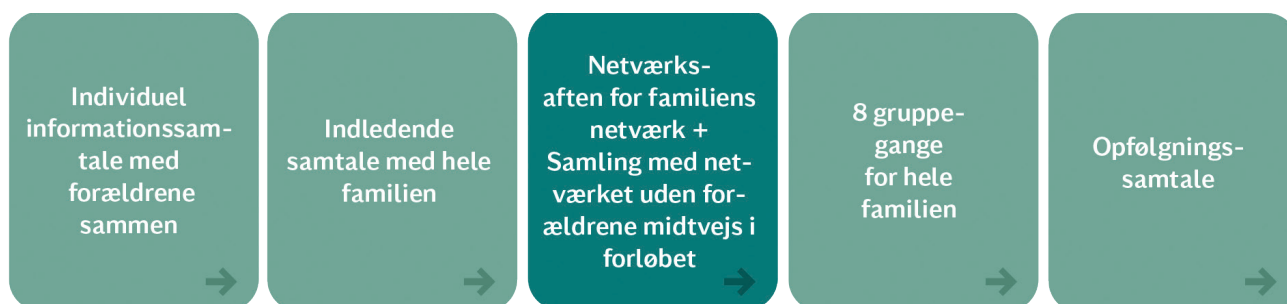 Individuel
informationssam-
tale med
forældrene
sammen
Indledende
samtale med hele
familien
Netværks-
aften for familiens
netværk +
Samling med net-
værket uden for-
ældrene midtvejs i
forløbet
8 gruppe-
gange
for hele
familien
Opfølgnings-
samtale